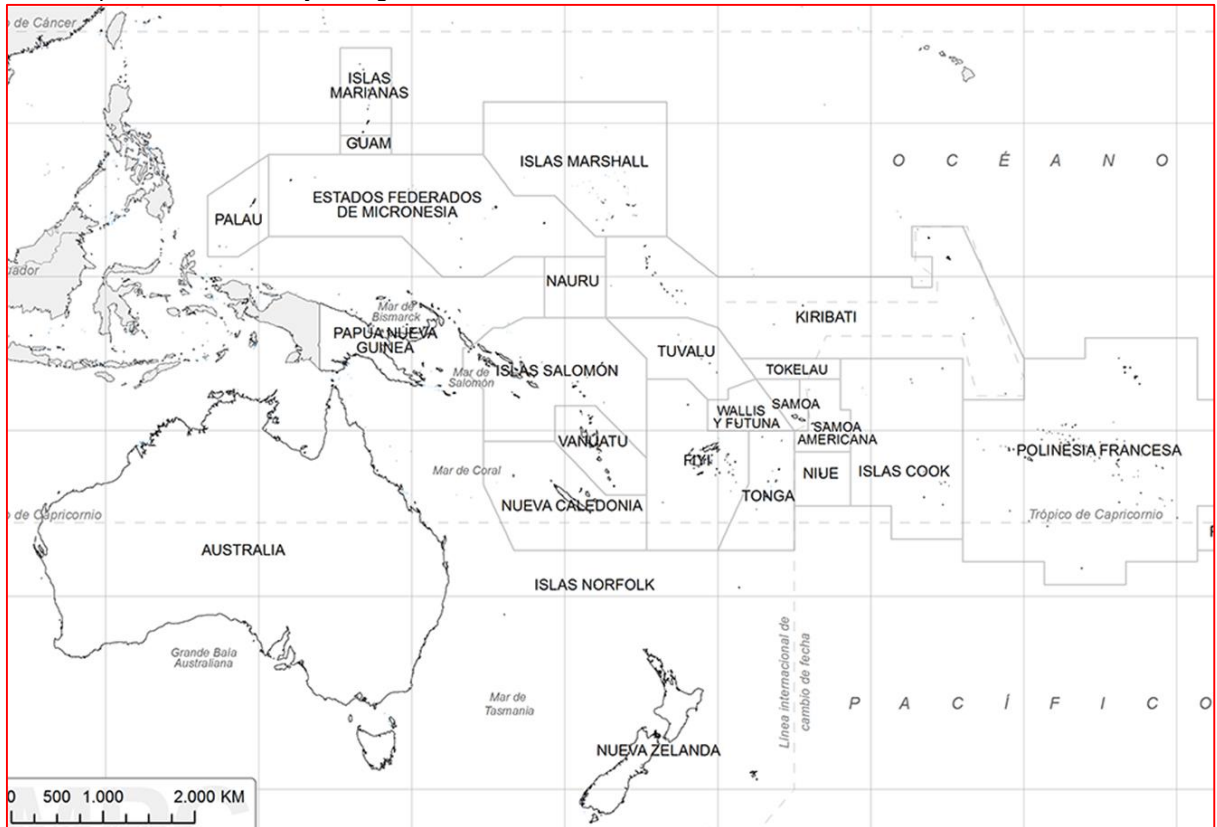 o de Cáncer
ISLAS
MARIANAS
GUAM
ISLAS MARSHALL
O C É A N O
ESTADOS FEDERADOS
DE MICRONESIA
PALAU
rador
NAURU
Mar de
Bismarck
KIRIBATI
PAPÚA NUEVA
GUINEA
TUVALU
Mar de
Salomón
ISLAS SALOMÓN
TOKELAU
SAMOA
WALLIS
Y FUTUNA
SAMOA
AMERICANA
VANUATU
FIYI
Mar de Coral
NIUE
ISLAS COOK
POLINESIA FRANCESA
TONGA
NUEVA CALEDONIA
o de Capricornio
Trópico de Capricornio
AUSTRALIA
ISLAS NORFOLK
Grande Baía
Australiana
Línea internacional de
cambio de fecha
Mar de
Tasmania
P A C Í F I C O
NUEVA ZELANDA
0 500 1.000 2.000 KM